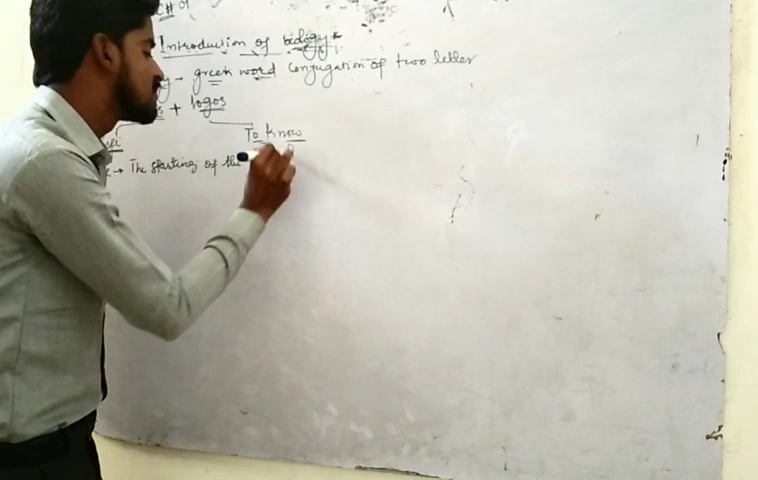 Introduction of biology
greek word conjugation of two letter
+ logos
To know
→ The starting of the